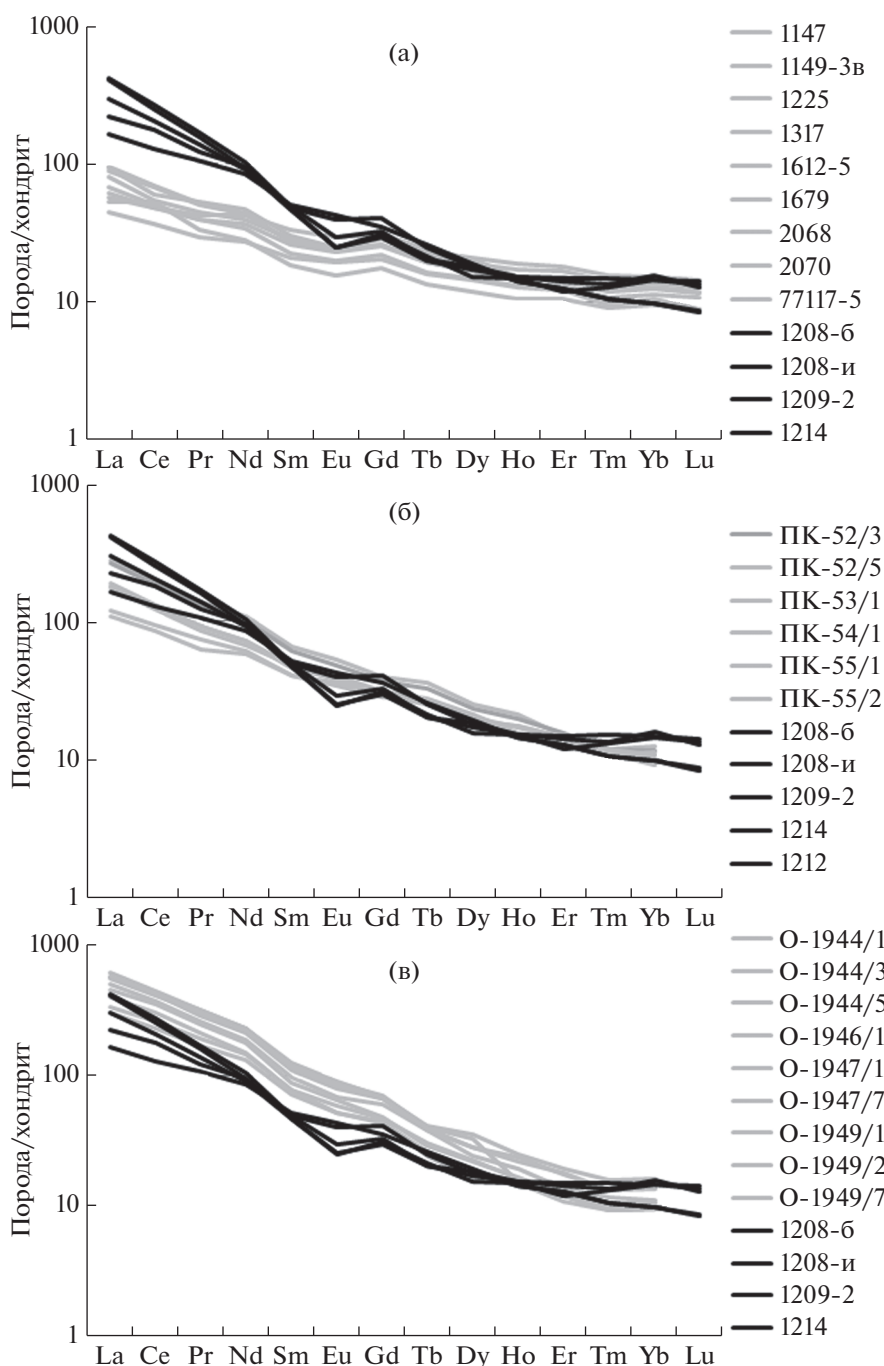 1000
100
10
1
Порода/хондрит
(а)
La Ce Pr Nd Sm Eu Gd Tb Dy Ho Er Tm Yb Lu
1147
1149-3в
1225
1317
1612-5
1679
2068
2070
77117-5
1208-б
1208-и
1209-2
1214
1000
100
10
1
Порода/хондрит
(б)
La Ce Pr Nd Sm Eu Gd Tb Dy Ho Er Tm Yb Lu
ПК-52/3
ПК-52/5
ПК-53/1
ПК-54/1
ПК-55/1
ПК-55/2
1208-б
1208-и
1209-2
1214
1212
1000
100
10
1
Порода/хондрит
(в)
La Ce Pr Nd Sm Eu Gd Tb Dy Ho Er Tm Yb Lu
О-1944/1
О-1944/3
О-1944/5
О-1946/1
О-1947/1
О-1947/7
О-1949/1
О-1949/2
О-1949/7
1208-б
1208-и
1209-2
1214